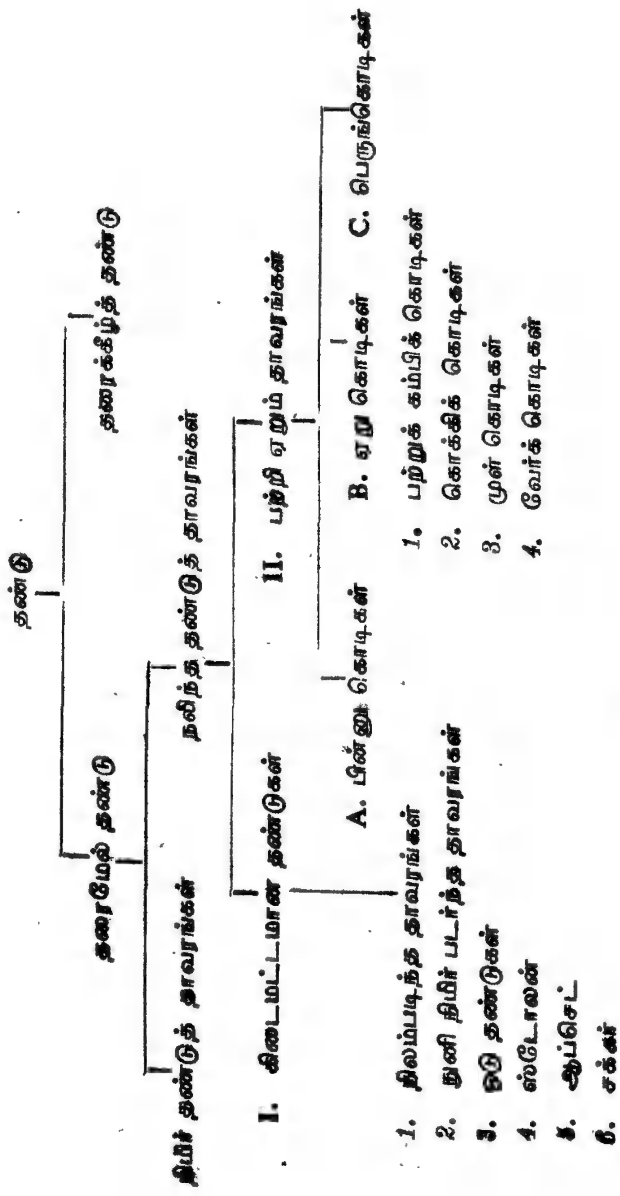 தண்டு
தரைமேல் தண்டு
தரைக்கீழ்த் தண்டு
நிமிர் தண்டுத் தாவரங்கள்
நலிந்த தண்டுத் தாவரங்கள்
I. கிடைமட்டமான தண்டுகள்
II. பற்றி ஏறும் தாவரங்கள்
A. பின்னு கொடிகள்
B. ஏறு கொடிகள்
C. பெருங்கொடிகள்
1. நிலம்படிந்த தாவரங்கள்
2. நுனி நிமிர் படர்ந்த தாவரங்கள்
3. ஓடு தண்டுகள்
4. ஸ்டோலன்
5. ஆப்செட்
6. சக்கர்
1. பற்றுக் கம்பிக் கொடிகள்
2. கொக்கிக் கொடிகள்
3. முள் கொடிகள்
4. வேர்க் கொடிகள்